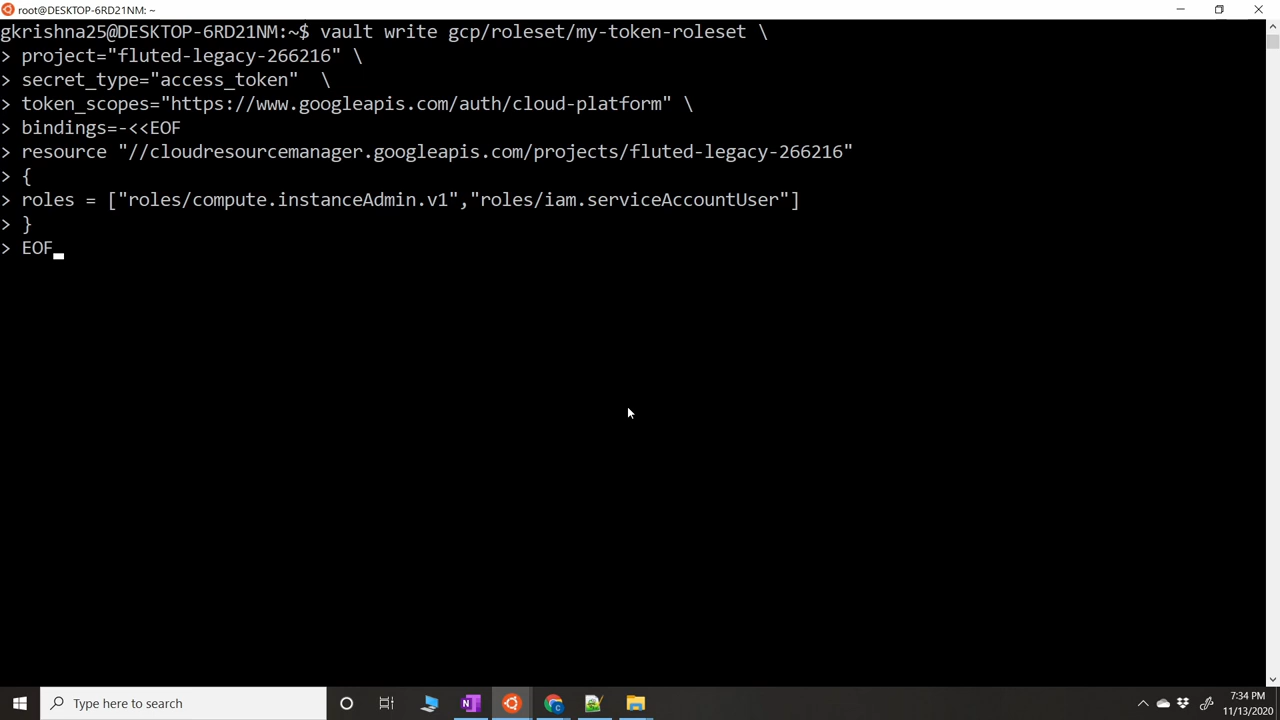 root@DESKTOP-6RD21NM: ~
gkrishna25@DESKTOP-6RD21NM:~$ vault write gcp/roleset/my-token-roleset \
> project="fluted-legacy-266216" \
> secret_type="access_token"  \
> token_scopes="https://www.googleapis.com/auth/cloud-platform" \
> bindings=-<<EOF
> resource "//cloudresourcemanager.googleapis.com/projects/fluted-legacy-266216"
> {
> roles = ["roles/compute.instanceAdmin.v1","roles/iam.serviceAccountUser"]
> }
> EOF
Type here to search
7:34 PM
11/13/2020